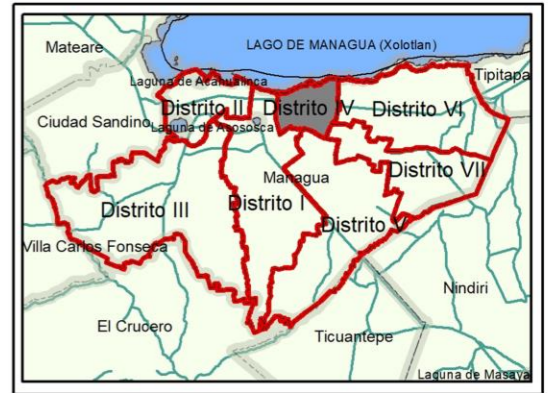 Mateare
LAGO DE MANAGUA (Xolotlan)
Laguna de Acahualinca
Tipitapa
Distrito II
Distrito IV
Distrito VI
Ciudad Sandino
Laguna de Asososca
Distrito VII
Managua
Distrito III
Distrito I
Distrito V
Villa Carlos Fonseca
Nindiri
El Crucero
Ticuantepe
Laguna de Masaya